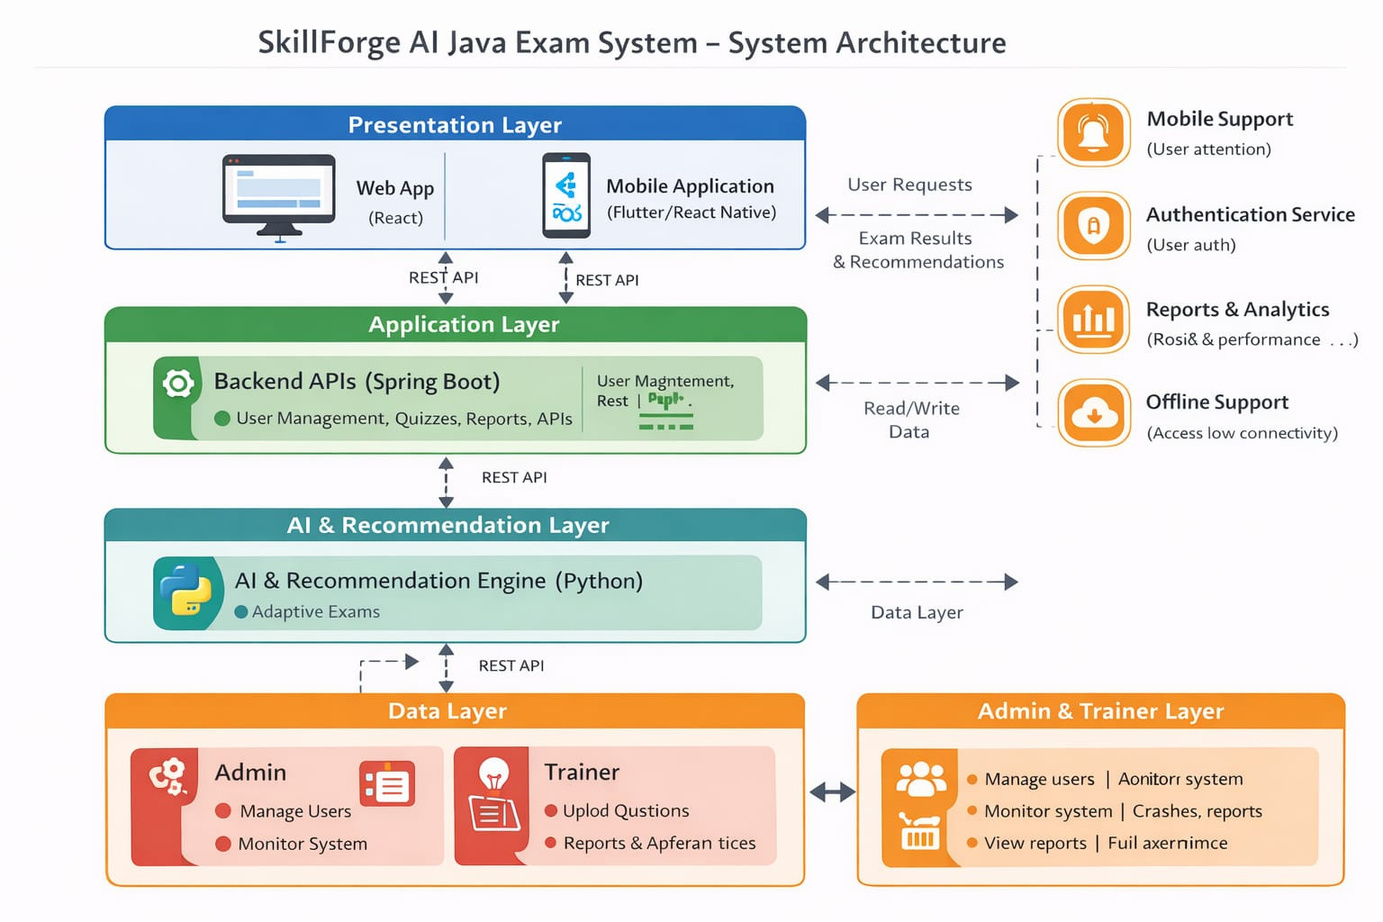 SkillForge AI Java Exam System – System Architecture
Presentation Layer
Web App
(React)
Mobile Application
(Flutter/React Native)
User Requests
Exam Results
& Recommendations
Mobile Support
(User attention)
Authentication Service
(User auth)
Reports & Analytics
(Rosi& & performance ...)
Offline Support
(Access low connectivity)
REST API
REST API
Application Layer
Backend APIs (Spring Boot)
User Management, Quizzes, Reports, APIs
User Magntement,
Rest |
Read/Write
Data
REST API
AI & Recommendation Layer
AI & Recommendation Engine (Python)
Adaptive Exams
Data Layer
REST API
Data Layer
Admin
Manage Users
Monitor System
Trainer
Uplod Qustions
Reports & Apferan tices
Admin & Trainer Layer
Manage users | Aonitorr system
Monitor system | Crashes, reports
View reports | Fuil axernimce